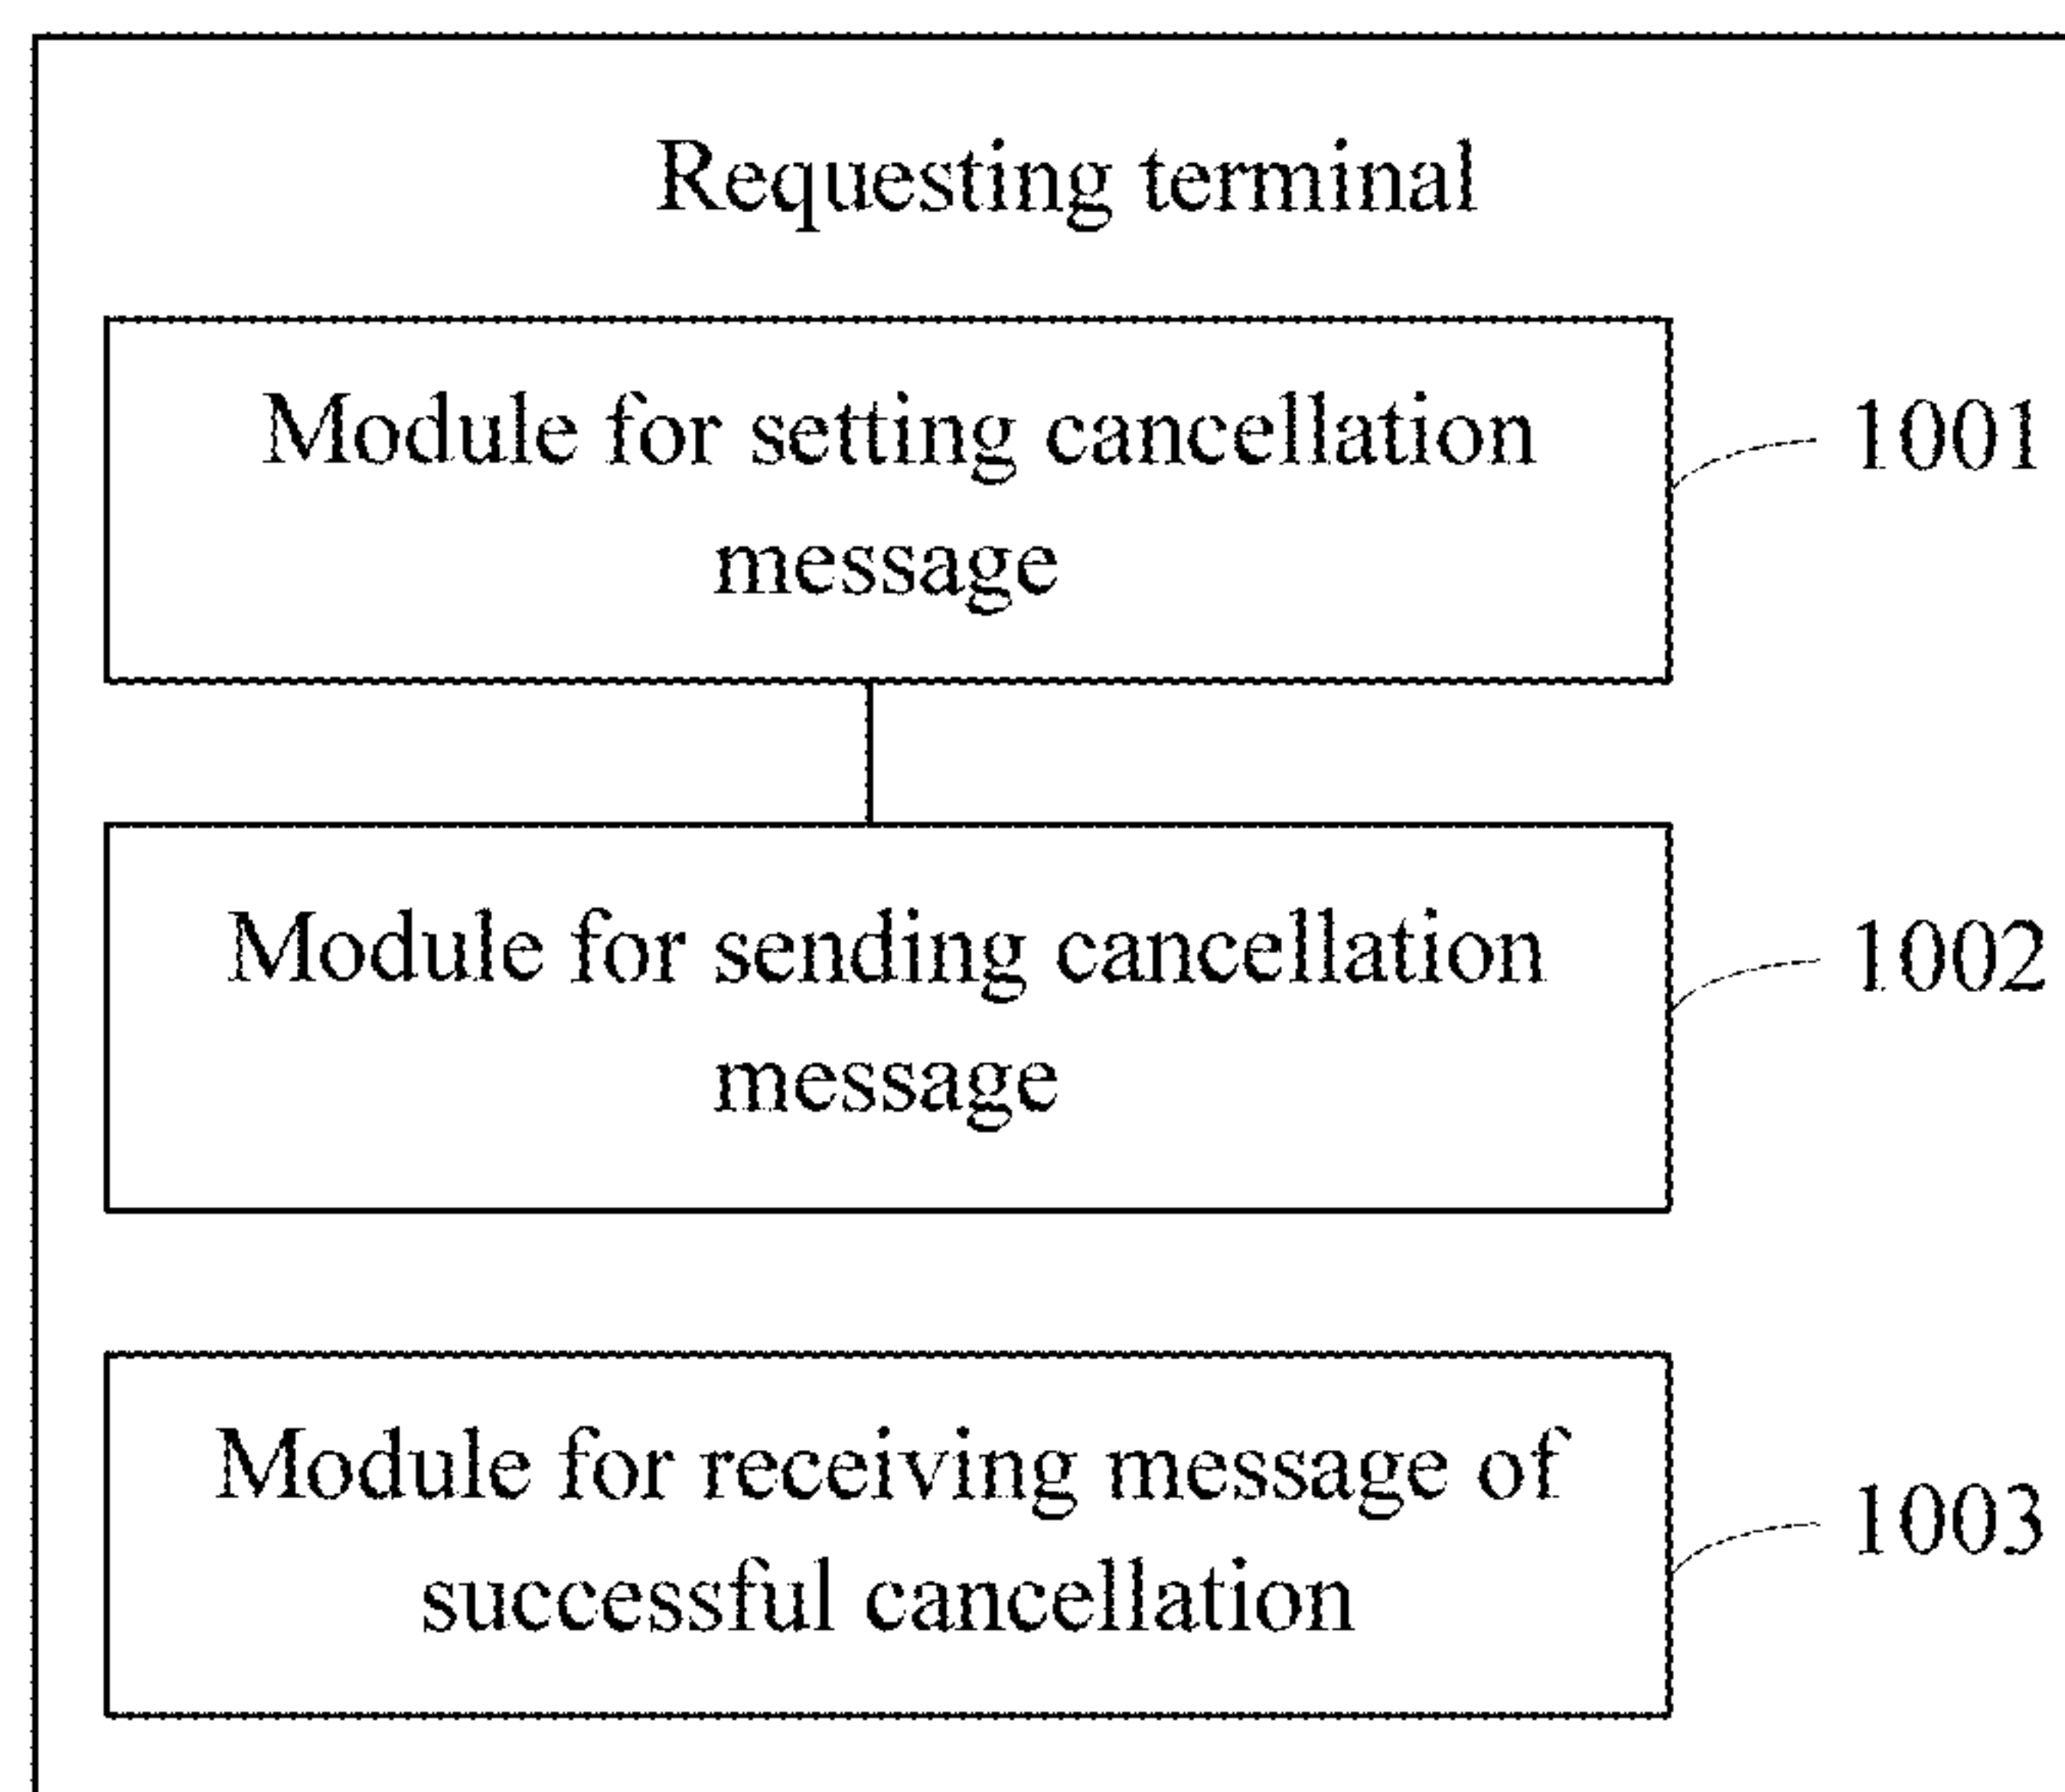 Requesting terminal
Module for setting cancellation
message
1001
Module for sending cancellation
message
1002
Module for receiving message of
successful cancellation
1003